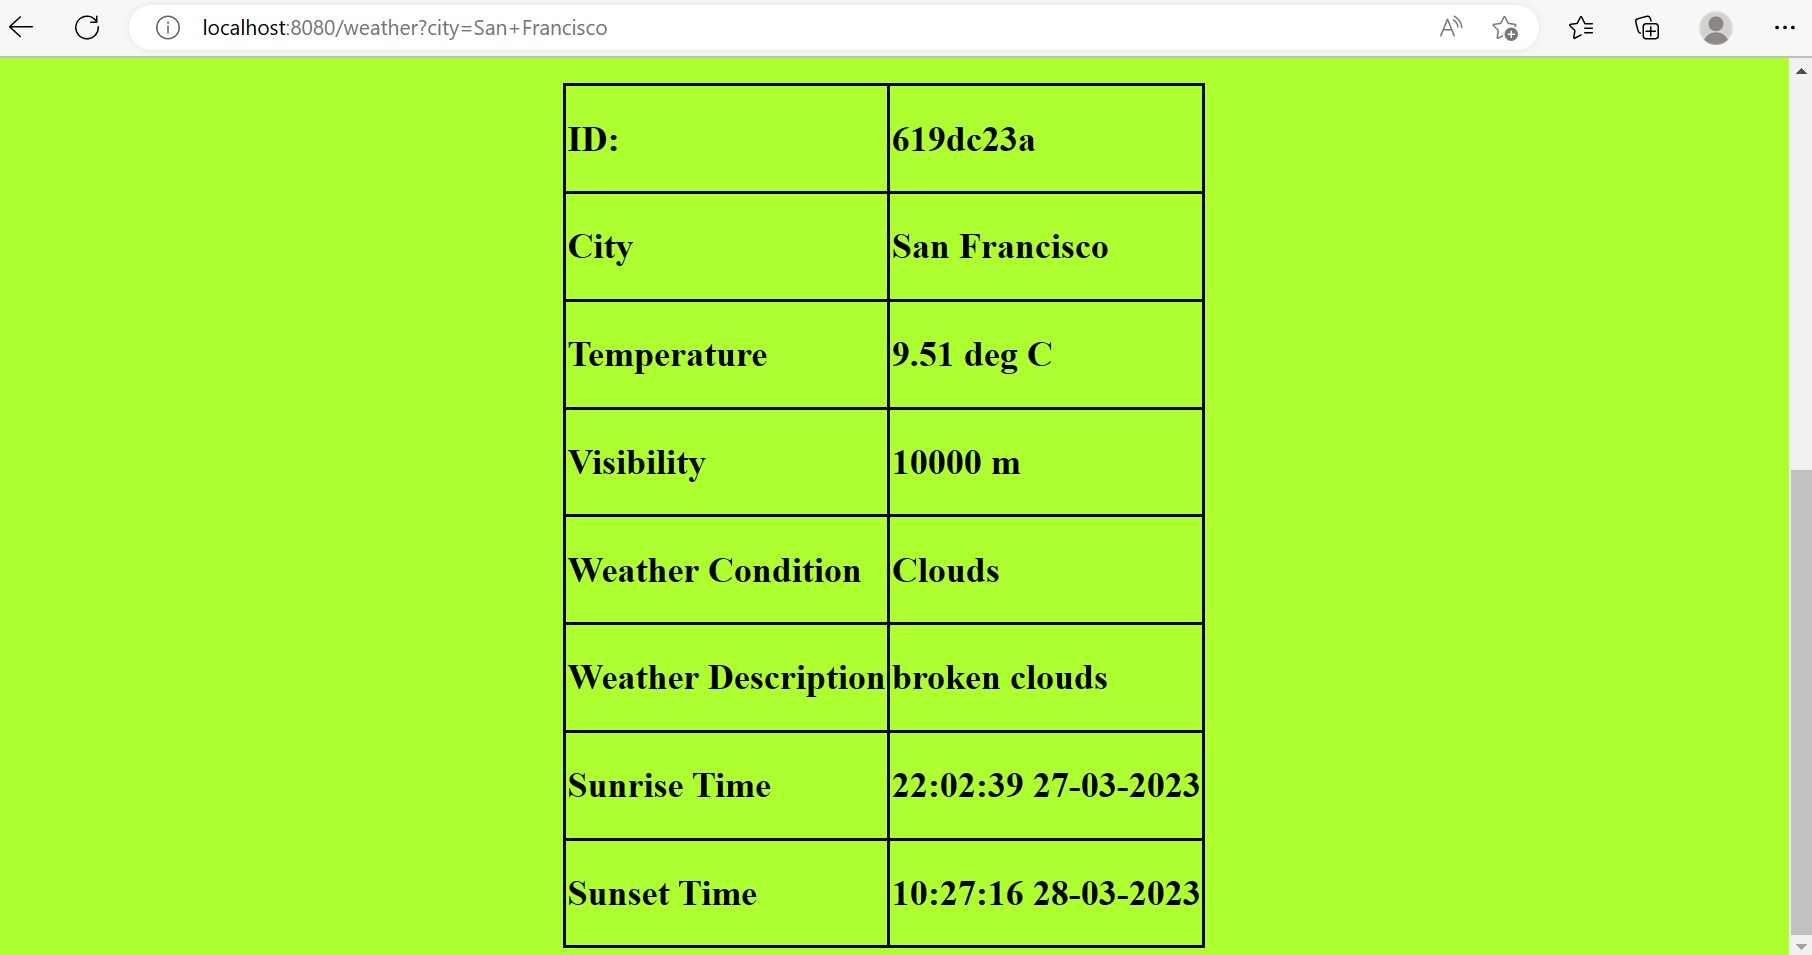 localhost:8080/weather?city=San+Francisco
ID: 619dc23a
City San Francisco
Temperature 9.51 deg C
Visibility 10000 m
Weather Condition Clouds
Weather Description broken clouds
Sunrise Time 22:02:39 27-03-2023
Sunset Time 10:27:16 28-03-2023